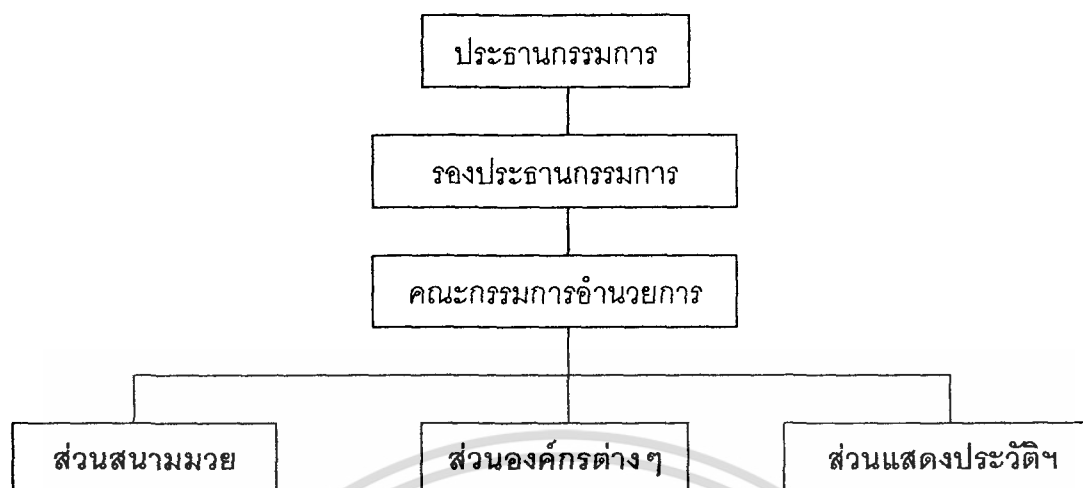 ประธานกรรมการ
รองประธานกรรมการ
คณะกรรมการอำนวยการ
ส่วนสนามมวย
ส่วนองค์กรต่าง ๆ
ส่วนแสดงประวัติฯ